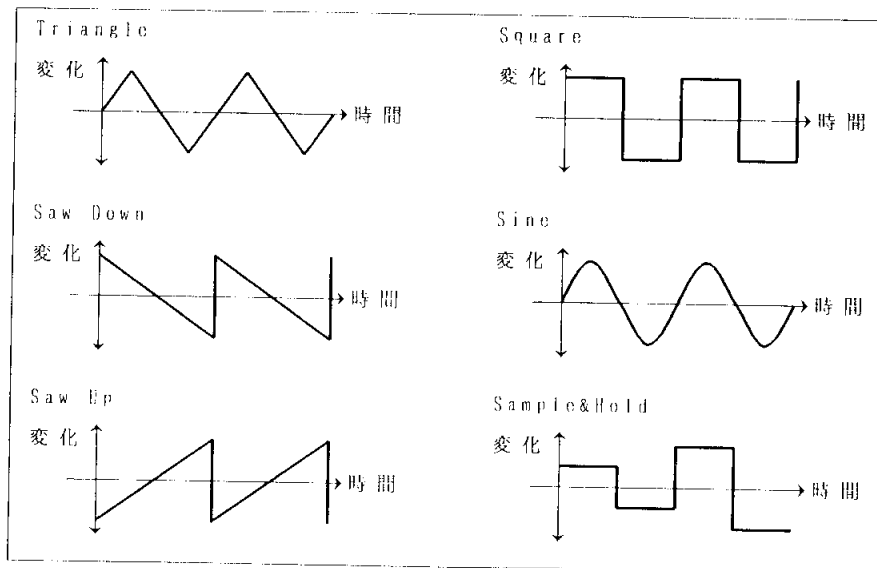 Triangle
変化
時間
Saw Down
変化
時間
Saw Up
変化
時間
Square
変化
時間
Sine
変化
時間
Sample&Hold
変化
時間